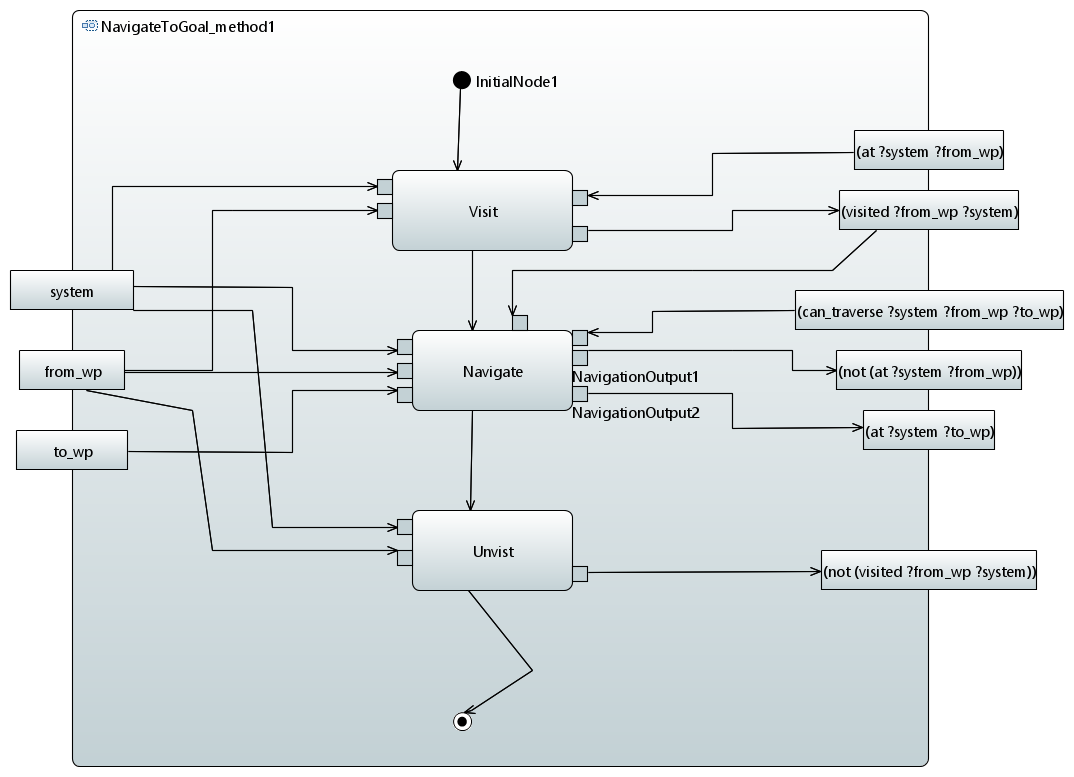 NavigateToGoal_method1
InitialNode1
(at ?system ?from_wp)
Visit
(visited ?from_wp ?system)
system
(can_traverse ?system ?from_wp ?to_wp)
from_wp
Navigate
NavigationOutput1
(not (at ?system ?from_wp))
NavigationOutput2
(at ?system ?to_wp)
to_wp
Unvist
(not (visited ?from_wp ?system))